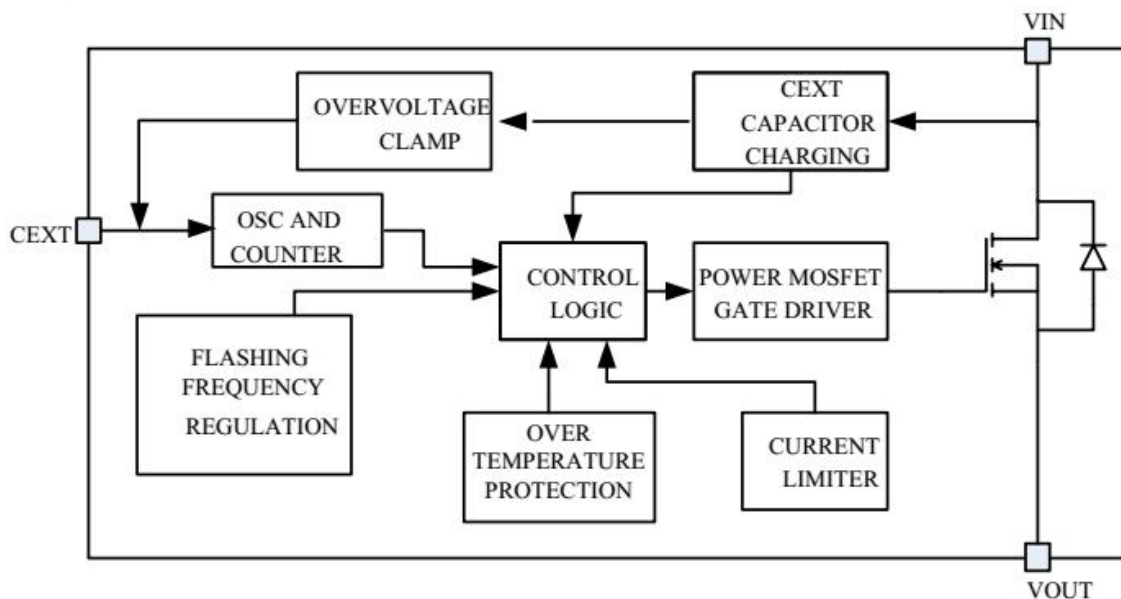 VIN
OVERVOLTAGE
CLAMP
CEXT
CAPACITOR
CHARGING
CEXT
OSC AND
COUNTER
CONTROL
LOGIC
POWER MOSFET
GATE DRIVER
FLASHING
FREQUENCY
REGULATION
OVER
TEMPERATURE
PROTECTION
CURRENT
LIMITER
VOUT